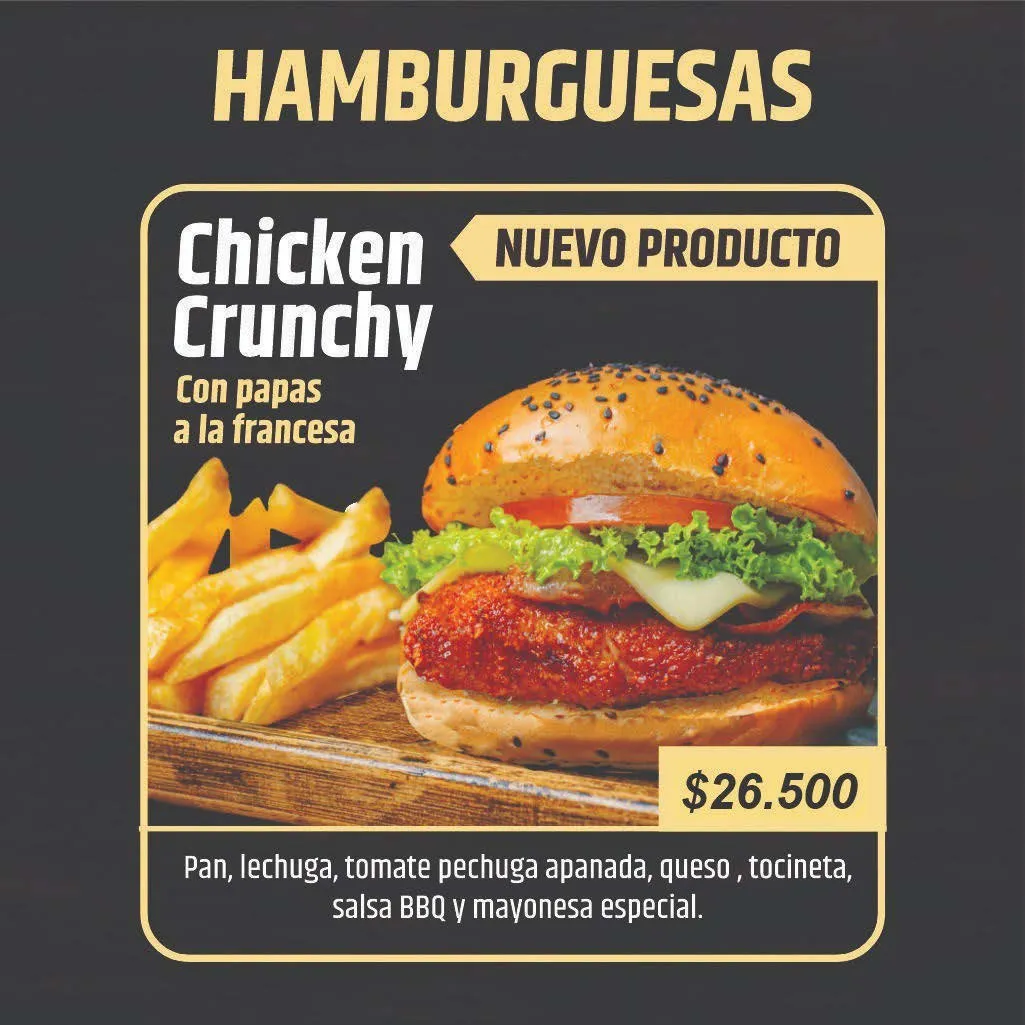 HAMBURGUESAS
Chicken
Crunchy
NUEVO PRODUCTO
Con papas
a la francesa
$26.500
Pan, lechuga, tomate pechuga apanada, queso , tocineta,
salsa BBQ y mayonesa especial.